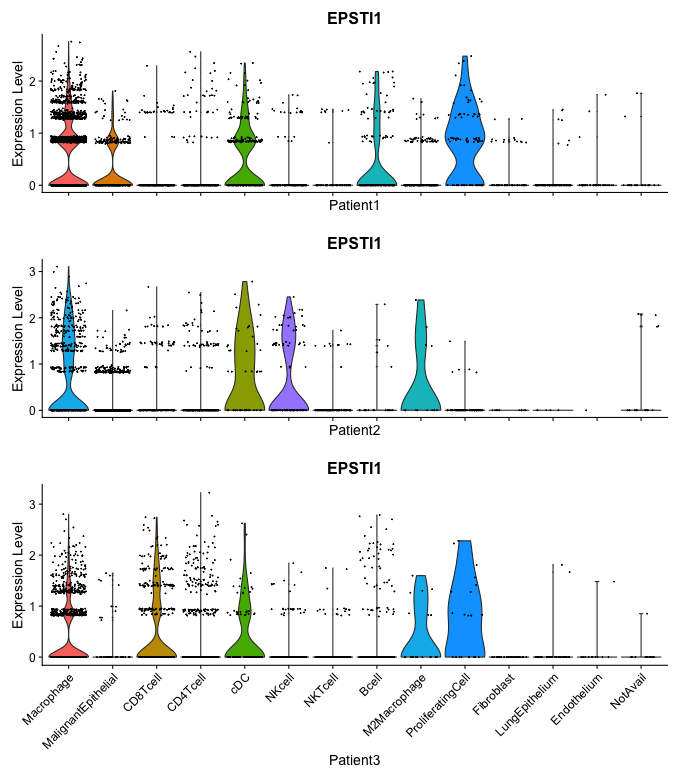 EPSTI1
Expression Level
2
1
0
Patient1
EPSTI1
Expression Level
3
2
1
0
Patient2
EPSTI1
Expression Level
3
2
1
0
Macrophage
MalignantEpithelial
CD8Tcell
CD4Tcell
cDC
NKcell
NKTcell
Bcell
M2Macrophage
ProliferatingCell
Fibroblast
LungEpithelium
Endothelium
NotAvail
Patient3